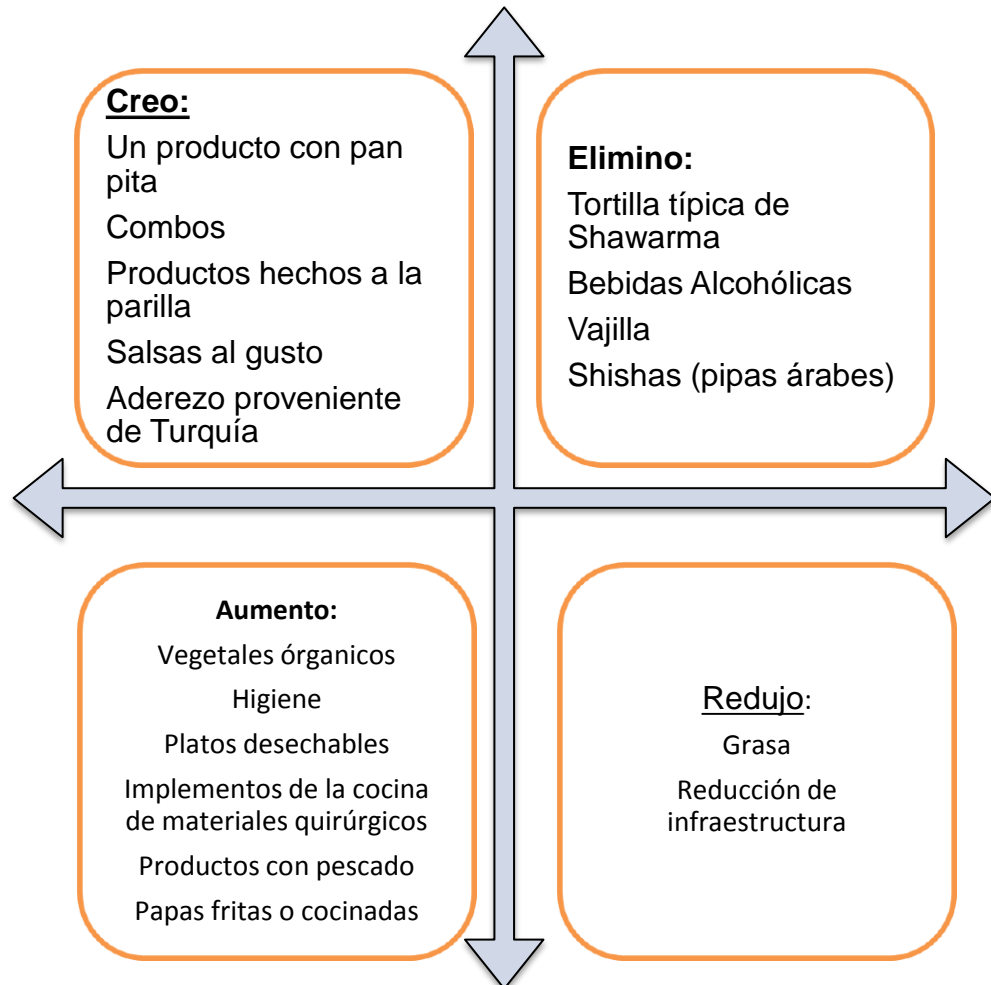 Creo:
Un producto con pan
pita
Combos
Productos hechos a la
parilla
Salsas al gusto
Aderezo proveniente
de Turquía
Elimino:
Tortilla típica de
Shawarma
Bebidas Alcohólicas
Vajilla
Shishas (pipas árabes)
Aumento:
Vegetales órganicos
Higiene
Platos desechables
Implementos de la cocina
de materiales quirúrgicos
Productos con pescado
Papas fritas o cocinadas
Redujo:
Grasa
Reducción de
infraestructura